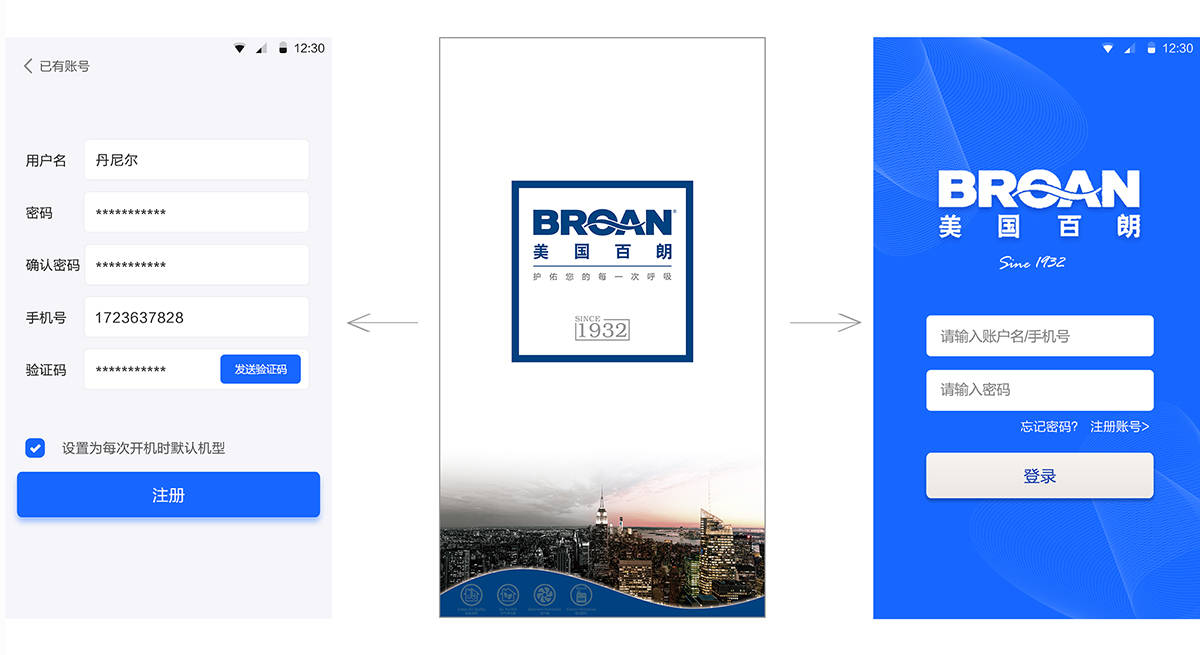 12:30
已有账号
用户名
丹尼尔
密码
***********
确认密码
***********
手机号
1723637828
验证码
***********
发送验证码
设置为每次开机时默认机型
注册
BROAN®
美国百朗
护佑您的每一次呼吸
SINCE
1932
12:30
BROAN
美国百朗
Since 1932
请输入账户名/手机号
请输入密码
忘记密码? 注册账号>
登录